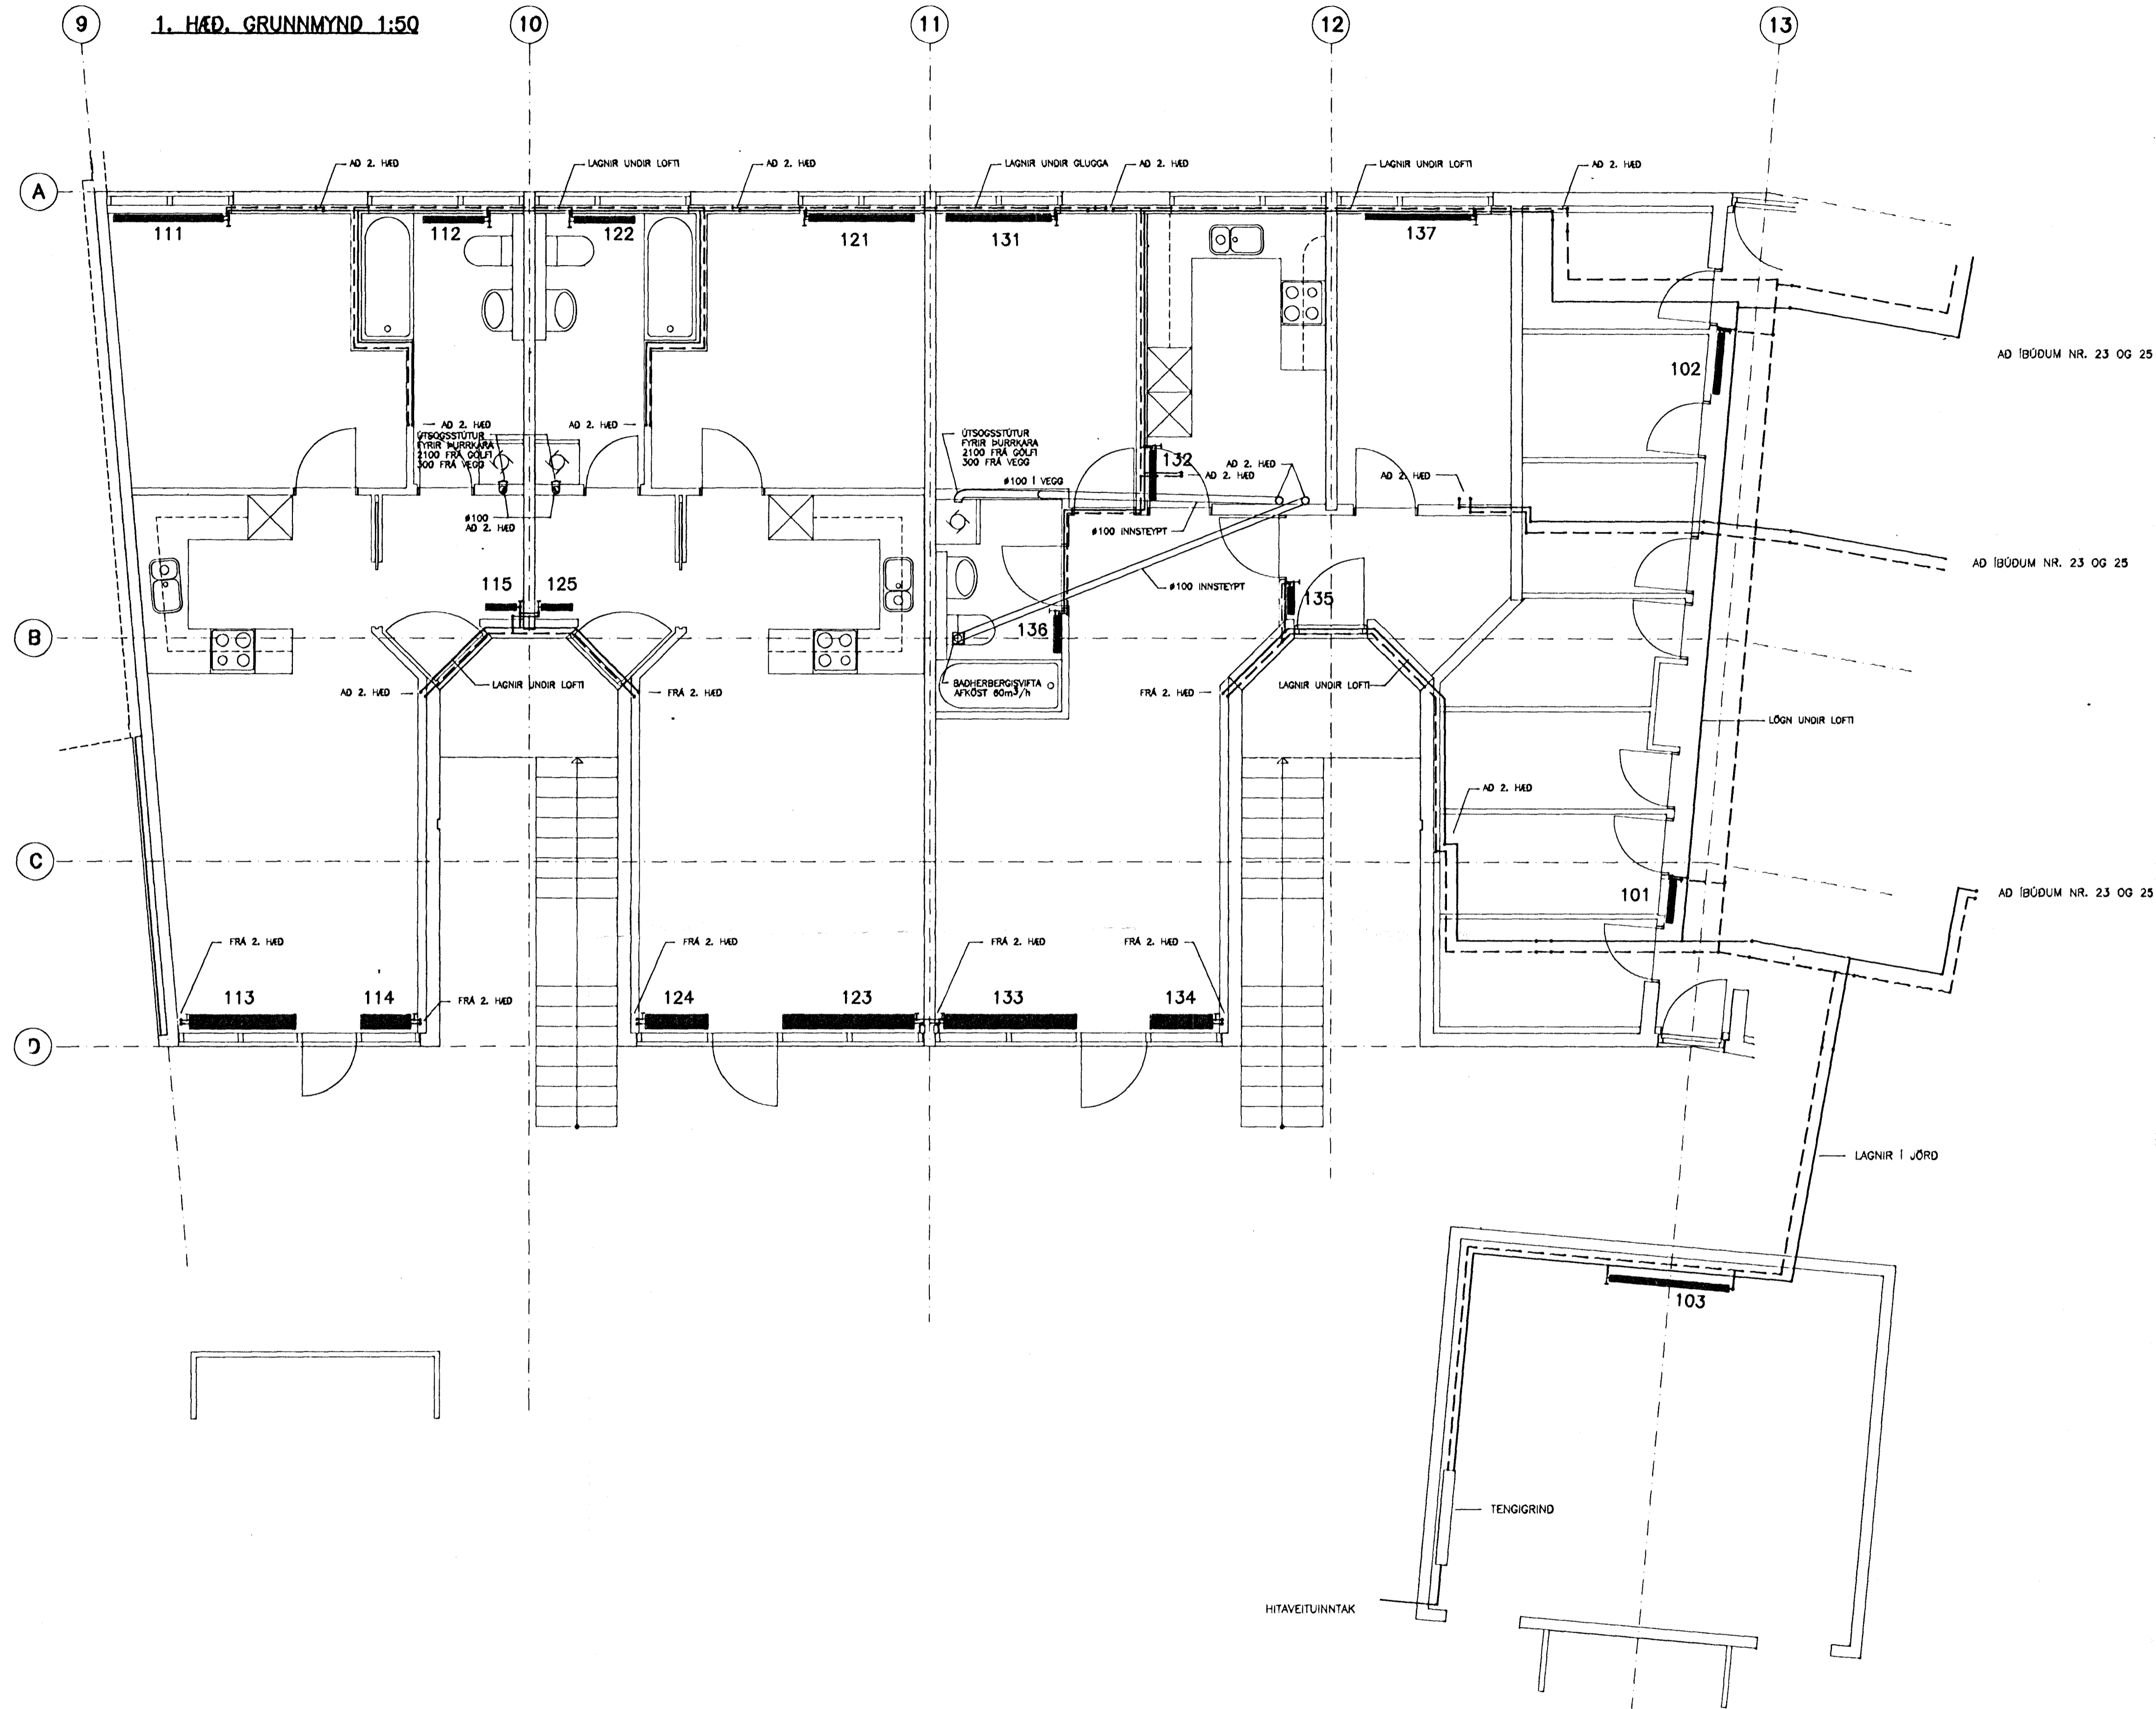 9
1. HÆÐ, GRUNNMYND 1:50
10
11
12
13
AÐ 2. HÆÐ
LAGNIR UNDIR LOFTI
AÐ 2. HÆÐ
LAGNIR UNDIR GLUGGA
AÐ 2. HÆÐ
LAGNIR UNDIR LOFTI
AÐ 2. HÆÐ
A
111
112
122
121
131
137
AÐ ÍBÚÐUM NR. 23 OG 25
102
AÐ 2. HÆÐ
ÚTSOGSSTÚTUR
FYRIR ÞURRKARA
2100 FRÁ GÓLFI
300 FRÁ VEGG
AÐ 2. HÆÐ
ÚTSOGSSTÚTUR
FYRIR ÞURRKARA
2100 FRÁ GÓLFI
300 FRÁ VEGG
ø100 Í VEGG
132
AÐ 2. HÆÐ
AÐ 2. HÆÐ
AÐ 2. HÆÐ
ø100
AÐ 2. HÆÐ
ø100 INNSTEYPT
ø100 INNSTEYPT
AÐ ÍBÚÐUM NR. 23 OG 25
115
125
135
136
B
AÐ 2. HÆÐ
LAGNIR UNDIR LOFTI
FRÁ 2. HÆÐ
BAÐHERBERGISVIFTA
AFKÖST 60m³/h
FRÁ 2. HÆÐ
LAGNIR UNDIR LOFTI
LÖGN UNDIR LOFTI
AÐ 2. HÆÐ
C
101
AÐ ÍBÚÐUM NR. 23 OG 25
FRÁ 2. HÆÐ
FRÁ 2. HÆÐ
FRÁ 2. HÆÐ
FRÁ 2. HÆÐ
113
114
FRÁ 2. HÆÐ
124
123
133
134
D
LAGNIR Í JÖRÐ
103
TENGIGRIND
HITAVEITUINNTAK